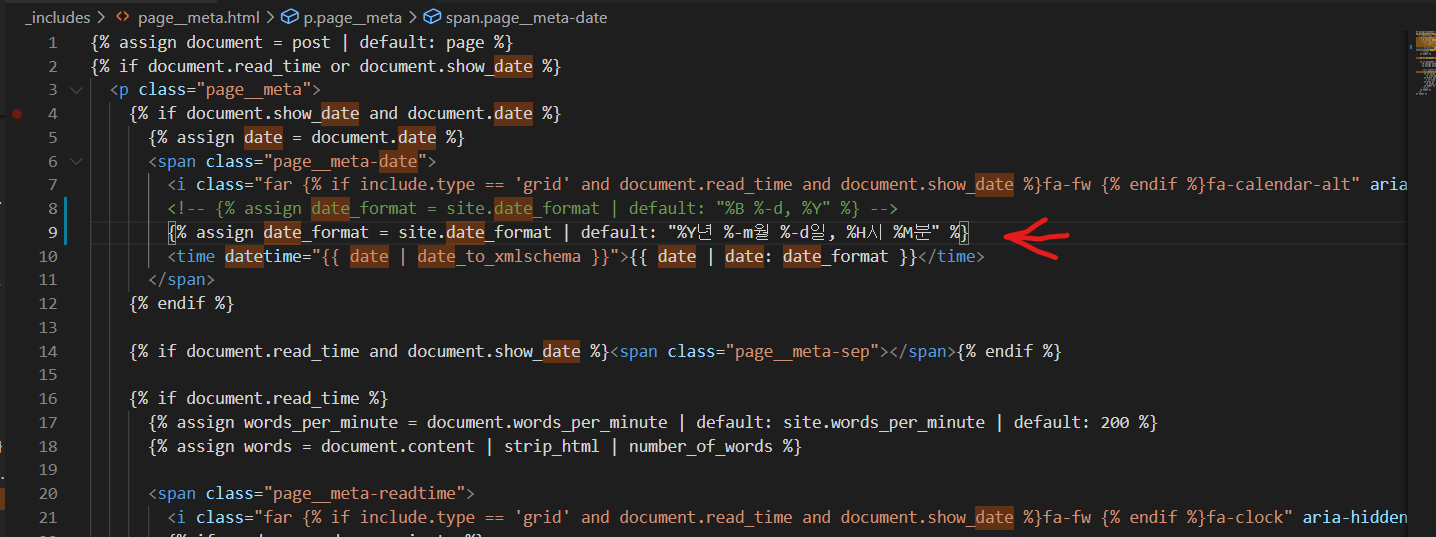 _includes > page__meta.html > p.page__meta > span.page__meta-date
1 {% assign document = post | default: page %}
2 {% if document.read_time or document.show_date %}
3 <p class="page__meta">
4 {% if document.show_date and document.date %}
5 {% assign date = document.date %}
6 <span class="page__meta-date">
7 <i class="far {% if include.type == 'grid' and document.read_time and document.show_date %}fa-fw {% endif %}fa-calendar-alt" aria
8 <!-- {% assign date_format = site.date_format | default: "%B %-d, %Y" %} -->
9 {% assign date_format = site.date_format | default: "%Y년 %-m월 %-d일, %H시 %M분" %}
10 <time datetime="{{ date | date_to_xmlschema }}">{{ date | date: date_format }}</time>
11 </span>
12 {% endif %}
13
14 {% if document.read_time and document.show_date %}<span class="page__meta-sep"></span>{% endif %}
15
16 {% if document.read_time %}
17 {% assign words_per_minute = document.words_per_minute | default: site.words_per_minute | default: 200 %}
18 {% assign words = document.content | strip_html | number_of_words %}
19
20 <span class="page__meta-readtime">
21 <i class="far {% if include.type == 'grid' and document.read_time and document.show_date %}fa-fw {% endif %}fa-clock" aria-hidden